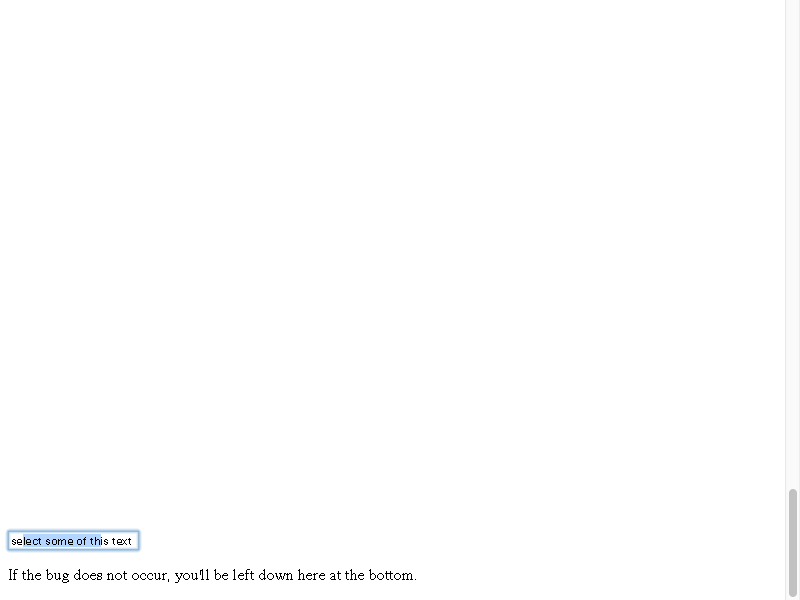 select some of this text
If the bug does not occur, you'll be left down here at the bottom.